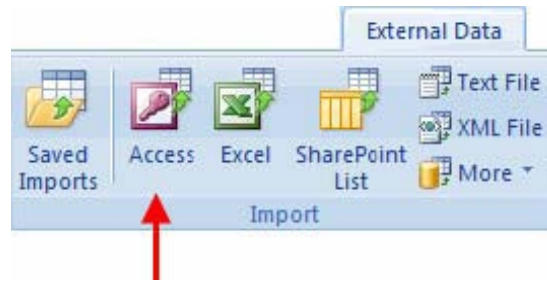 External Data
Saved
Imports
Access
Excel
SharePoint
List
Text File
XML File
More
Import